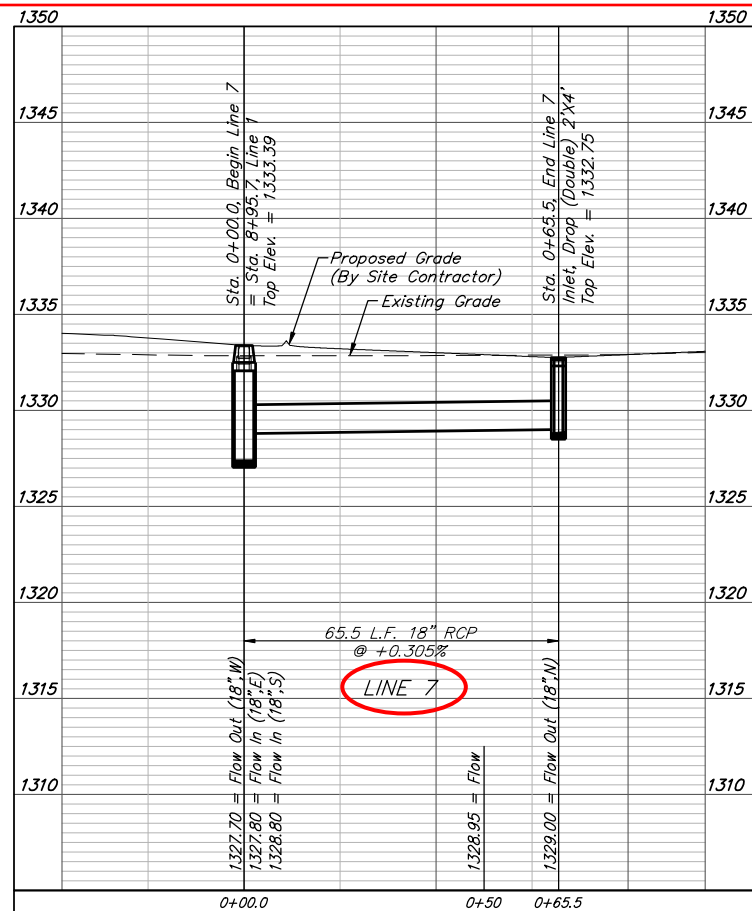 1350
1350
1345
1345
1340
1340
1335
1335
1330
1330
1325
1325
1320
1320
1315
1315
1310
1310
Sta. 0+00.0, Begin Line 7
= Sta. 8+95.7, Line 1
Top Elev. = 1333.39
Sta. 0+65.5, End Line 7
Inlet, Drop (Double) 2'X4'
Top Elev. = 1332.75
Proposed Grade
(By Site Contractor)
Existing Grade
65.5 L.F. 18" RCP
@ +0.305%
LINE 7
1327.70 = Flow Out (18",W)
1327.80 = Flow In (18",E)
1328.80 = Flow In (18",S)
1328.95 = Flow
1329.00 = Flow Out (18",N)
0+00.0
0+50
0+65.5